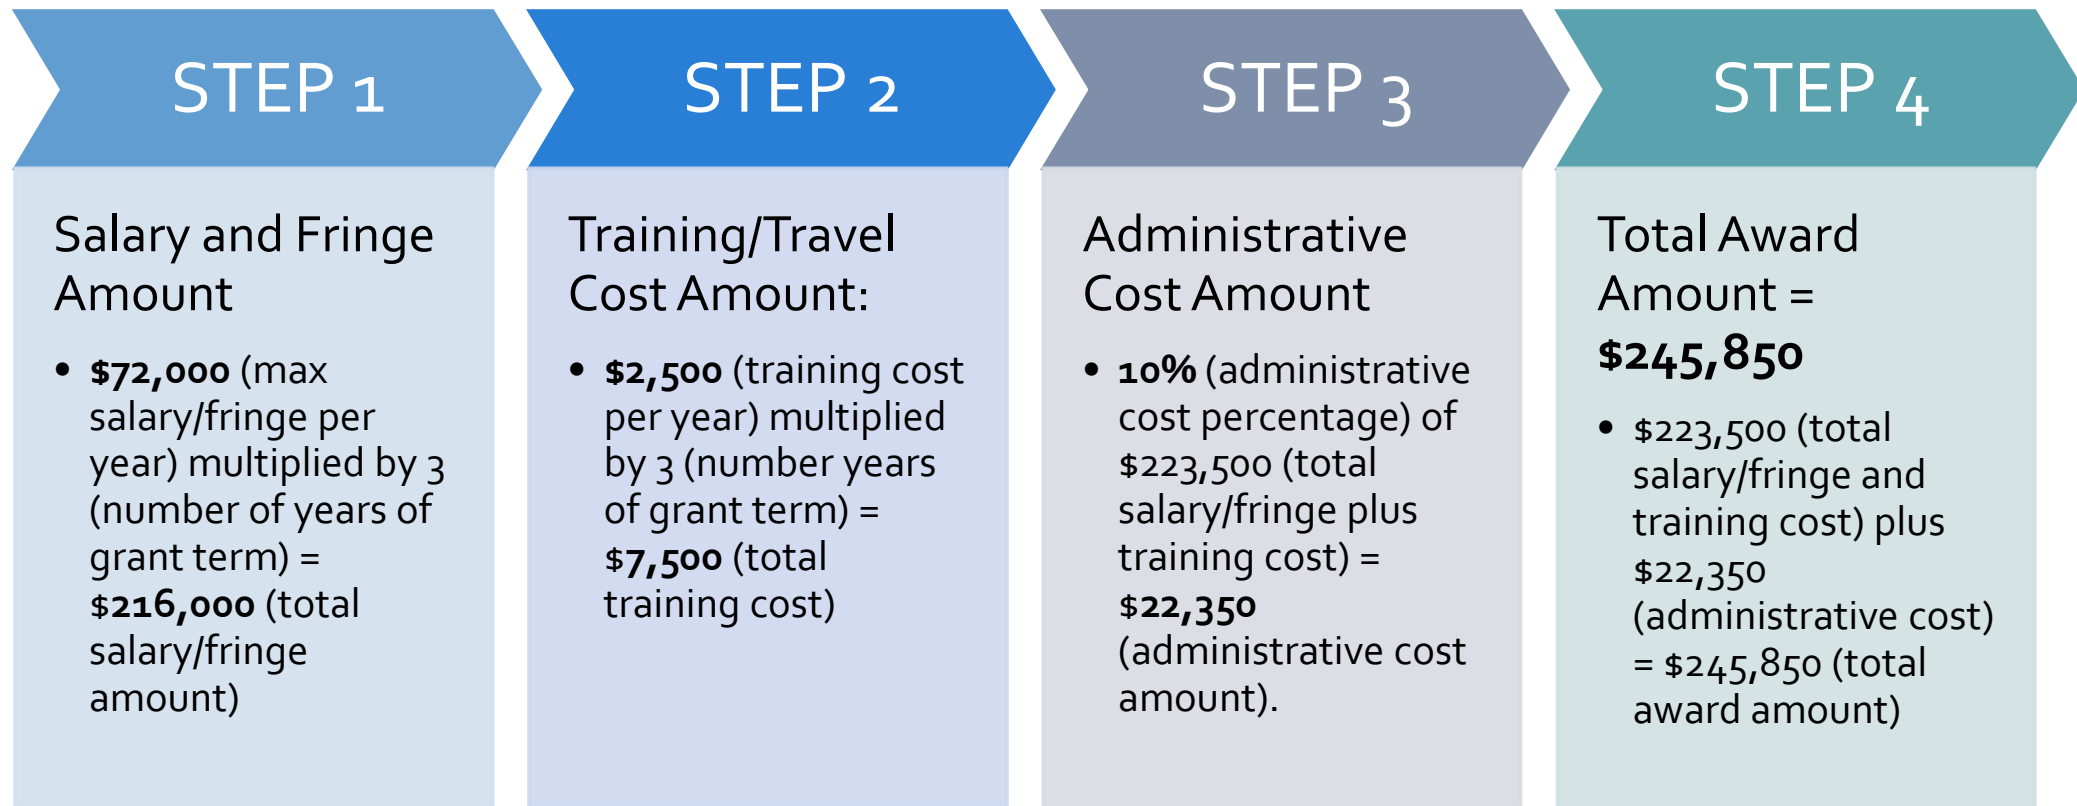 STEP 1
Salary and Fringe
Amount
• $72,000 (max
salary/fringe per
year) multiplied by 3
(number of years of
grant term) =
$216,000 (total
salary/fringe
amount)
STEP 2
Training/Travel
Cost Amount:
• $2,500 (training cost
per year) multiplied
by 3 (number years
of grant term) =
$7,500 (total
training cost)
STEP 3
Administrative
Cost Amount
• 10% (administrative
cost percentage) of
$223,500 (total
salary/fringe plus
training cost) =
$22,350
(administrative cost
amount).
STEP 4
Total Award
Amount =
$245,850
• $223,500 (total
salary/fringe and
training cost) plus
$22,350
(administrative cost)
= $245,850 (total
award amount)